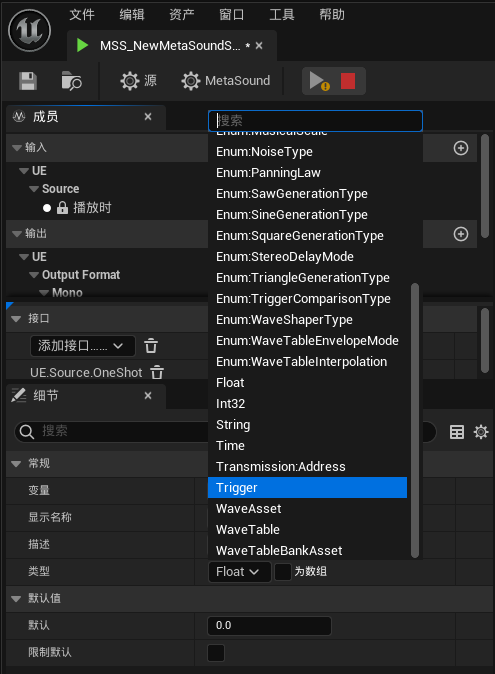 文件 编辑 资产 窗口 工具 帮助
MSS_NewMetaSoundS... •
源 MetaSound
成员
搜索
Enum:MusicalScale
输入
Enum:NoiseType
UE
Enum:PanningLaw
Source
Enum:SawGenerationType
播放时
Enum:SineGenerationType
输出
Enum:SquareGenerationType
UE
Enum:StereoDelayMode
Output Format
Enum:TriangleGenerationType
Mono
Enum:TriggerComparisonType
接口
Enum:WaveShaperType
添加接口......
Enum:WaveTableEnvelopeMode
Enum:WaveTableInterpolation
UE.Source.OneShot
Float
细节
Int32
搜索
String
Time
常规
Transmission:Address
变量
Trigger
显示名称
WaveAsset
WaveTable
描述
WaveTableBankAsset
类型 Float 为数组
默认值
默认 0.0
限制默认